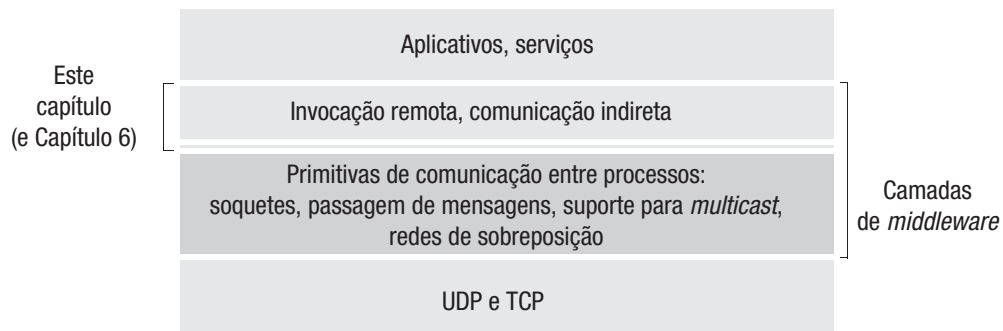 Aplicativos, serviços
Este
capítulo
(e Capítulo 6)
Invocação remota, comunicação indireta
Primitivas de comunicação entre processos:
soquetes, passagem de mensagens, suporte para multicast,
redes de sobreposição
Camadas
de middleware
UDP e TCP